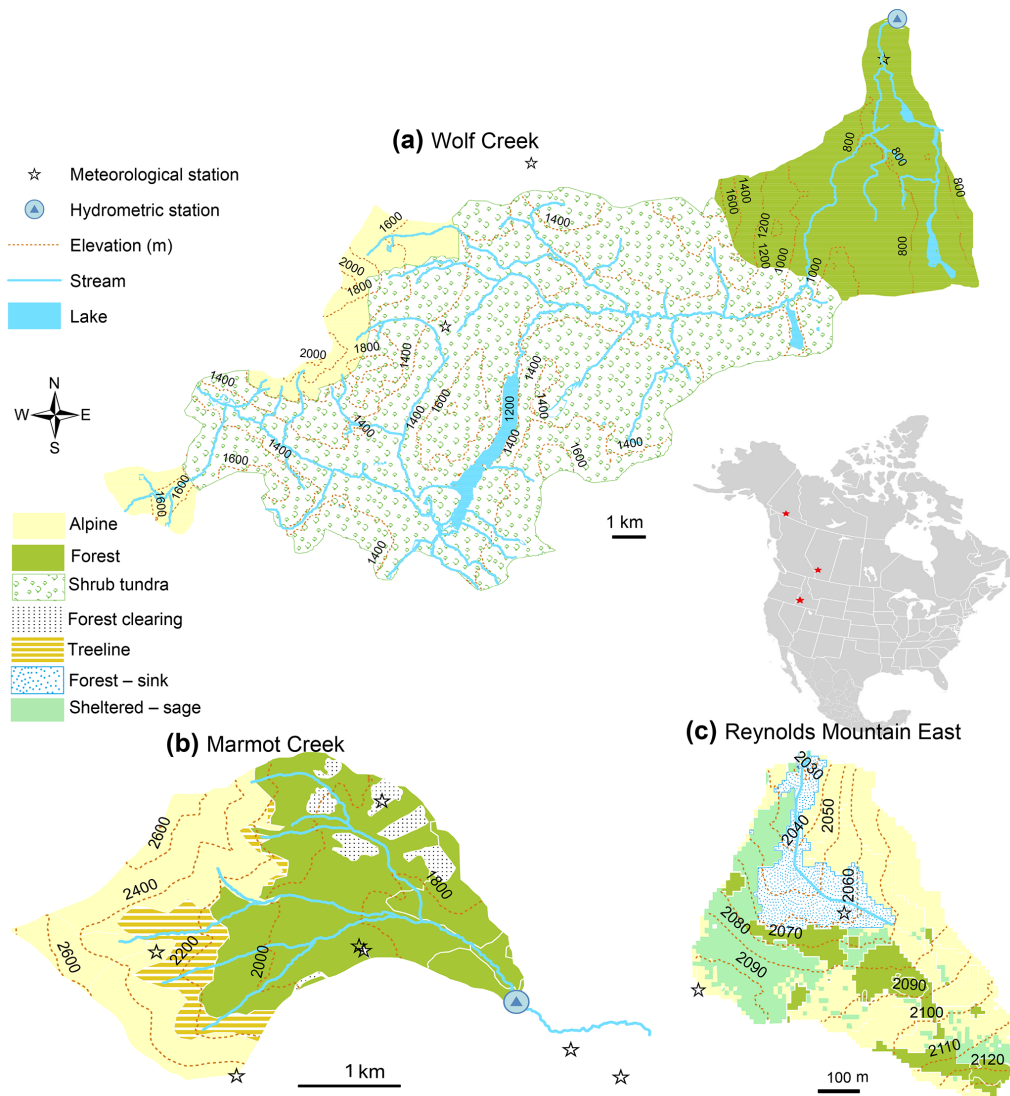 (a) Wolf Creek
Meteorological station
Hydrometric station
Elevation (m)
Stream
Lake
N
W E
S
800
800
800
800
1400
1600
1200
1200
1000
1000
1600
1400
2000
1800
2000
1800
1400
1400
1600
1400
1400
1400
1200
1400
1400
1400
1400
1600
1600
1600
1600
1400
1 km
Alpine
Forest
Shrub tundra
Forest clearing
Treeline
Forest – sink
Sheltered – sage
(b) Marmot Creek
2600
2400
2600
2200
2000
1800
1 km
(c) Reynolds Mountain East
2030
2040
2050
2060
2070
2080
2090
2090
2100
2110
2120
100 m